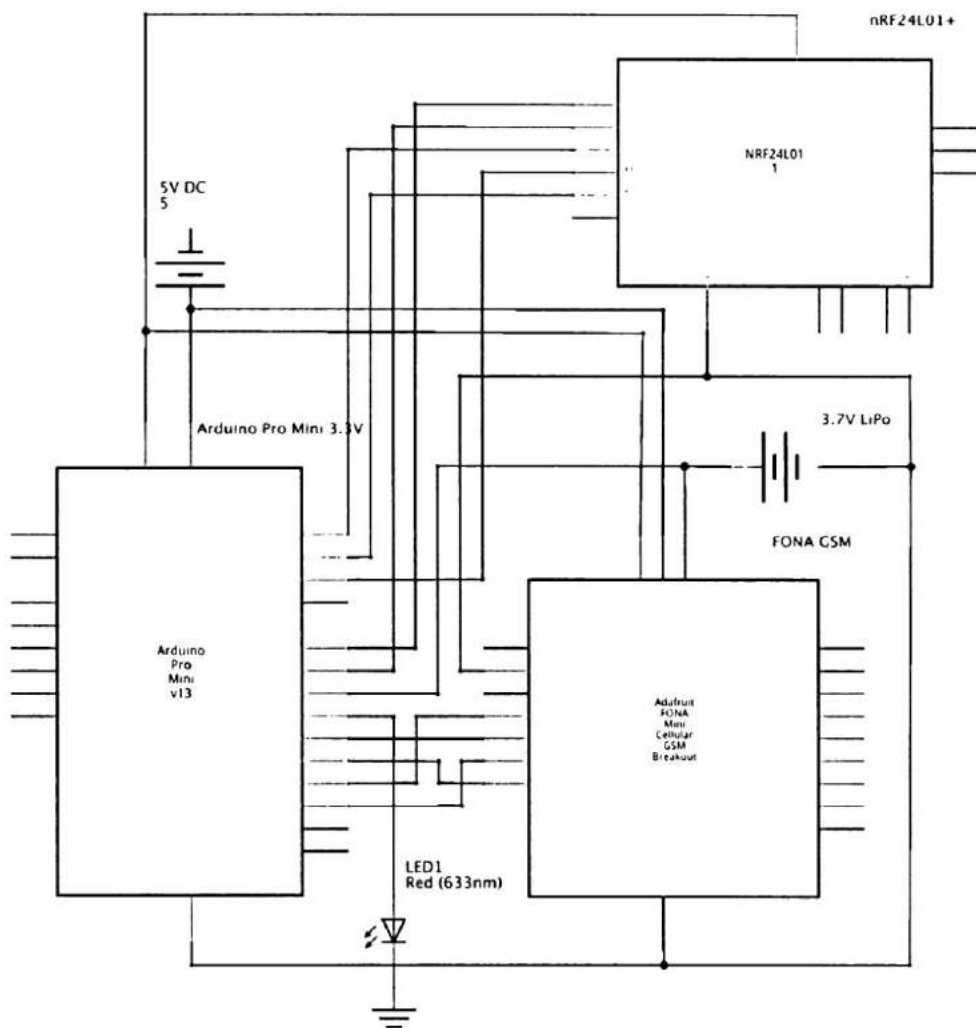 nRF24L01+
NRF24L01
1
5V DC
5
Arduino Pro Mini 3.3V
3.7V LiPo
FONA GSM
Arduino
Pro
Mini
v13
Adafruit
FONA
Mini
Cellular
GSM
Breakout
LED1
Red (633nm)